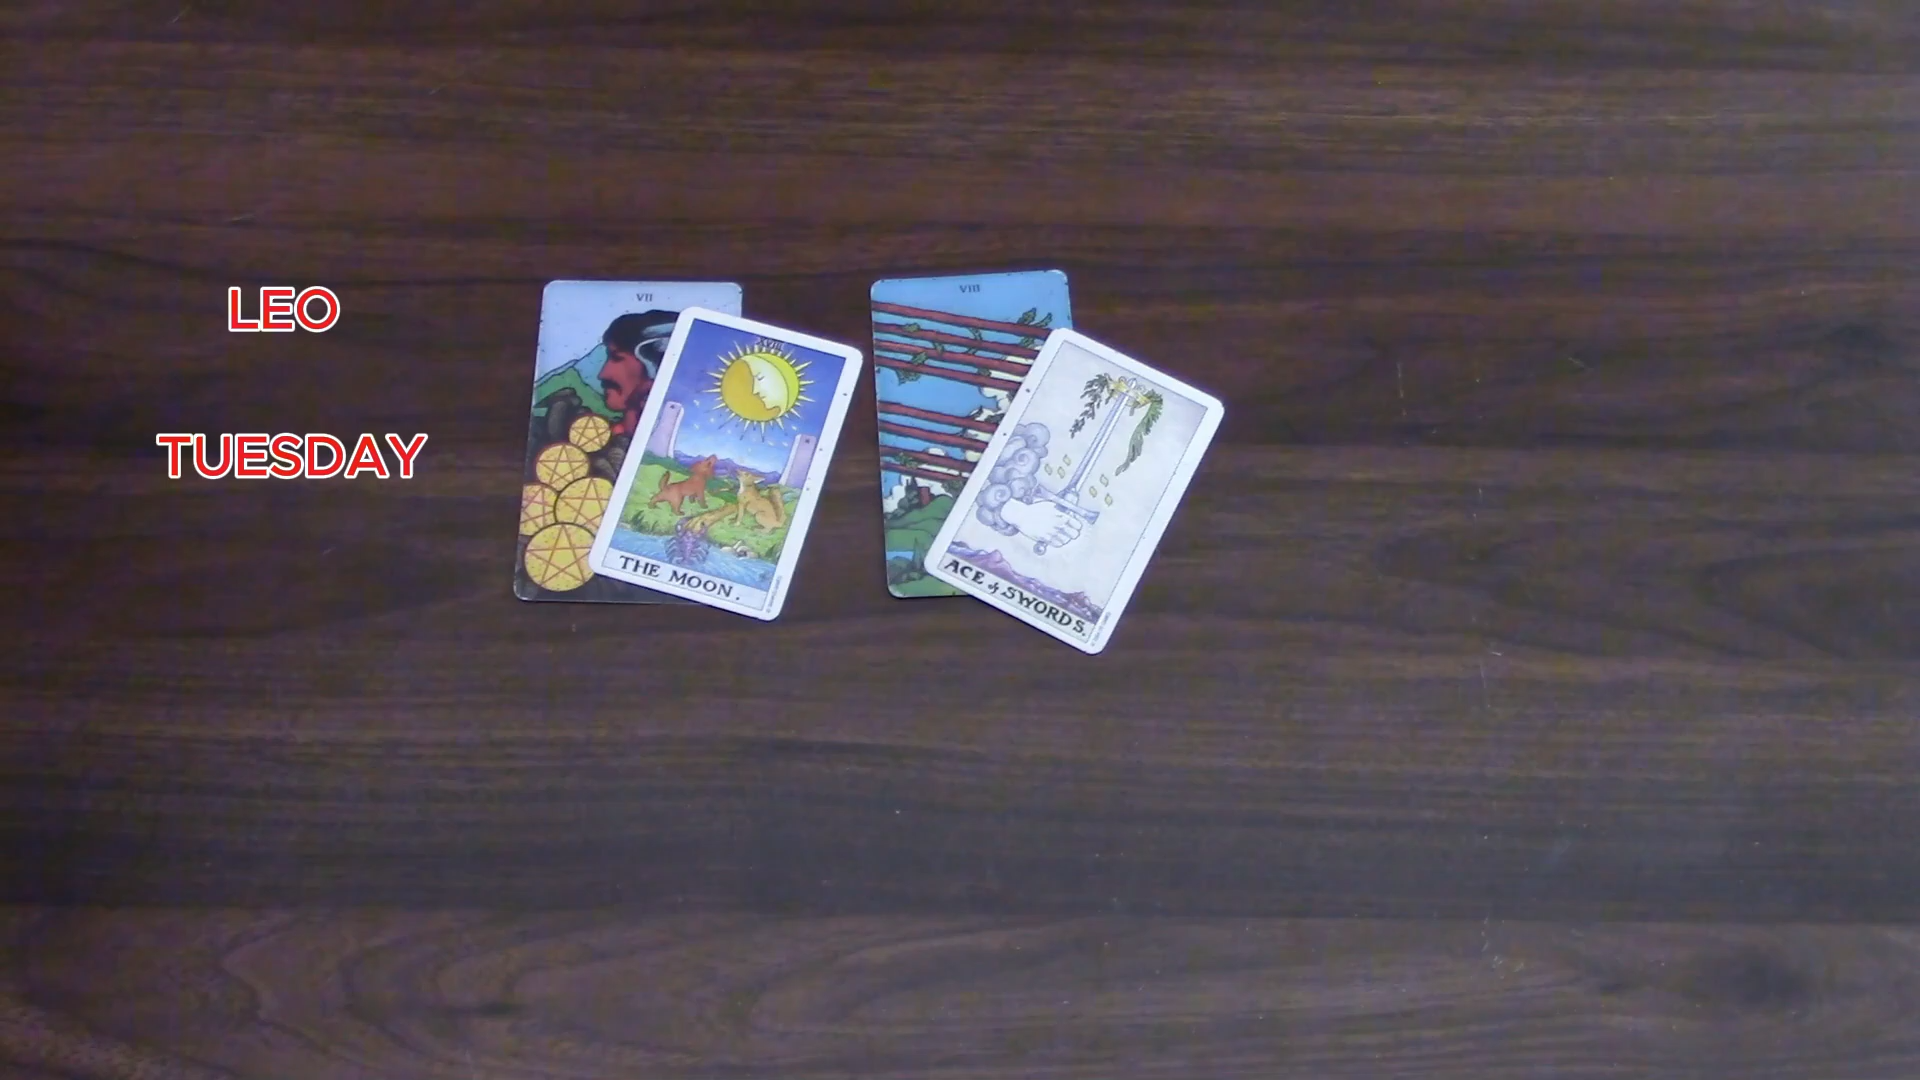 LEO
TUESDAY
VII
XVIII
THE MOON.
VIII
ACE of SWORDS.